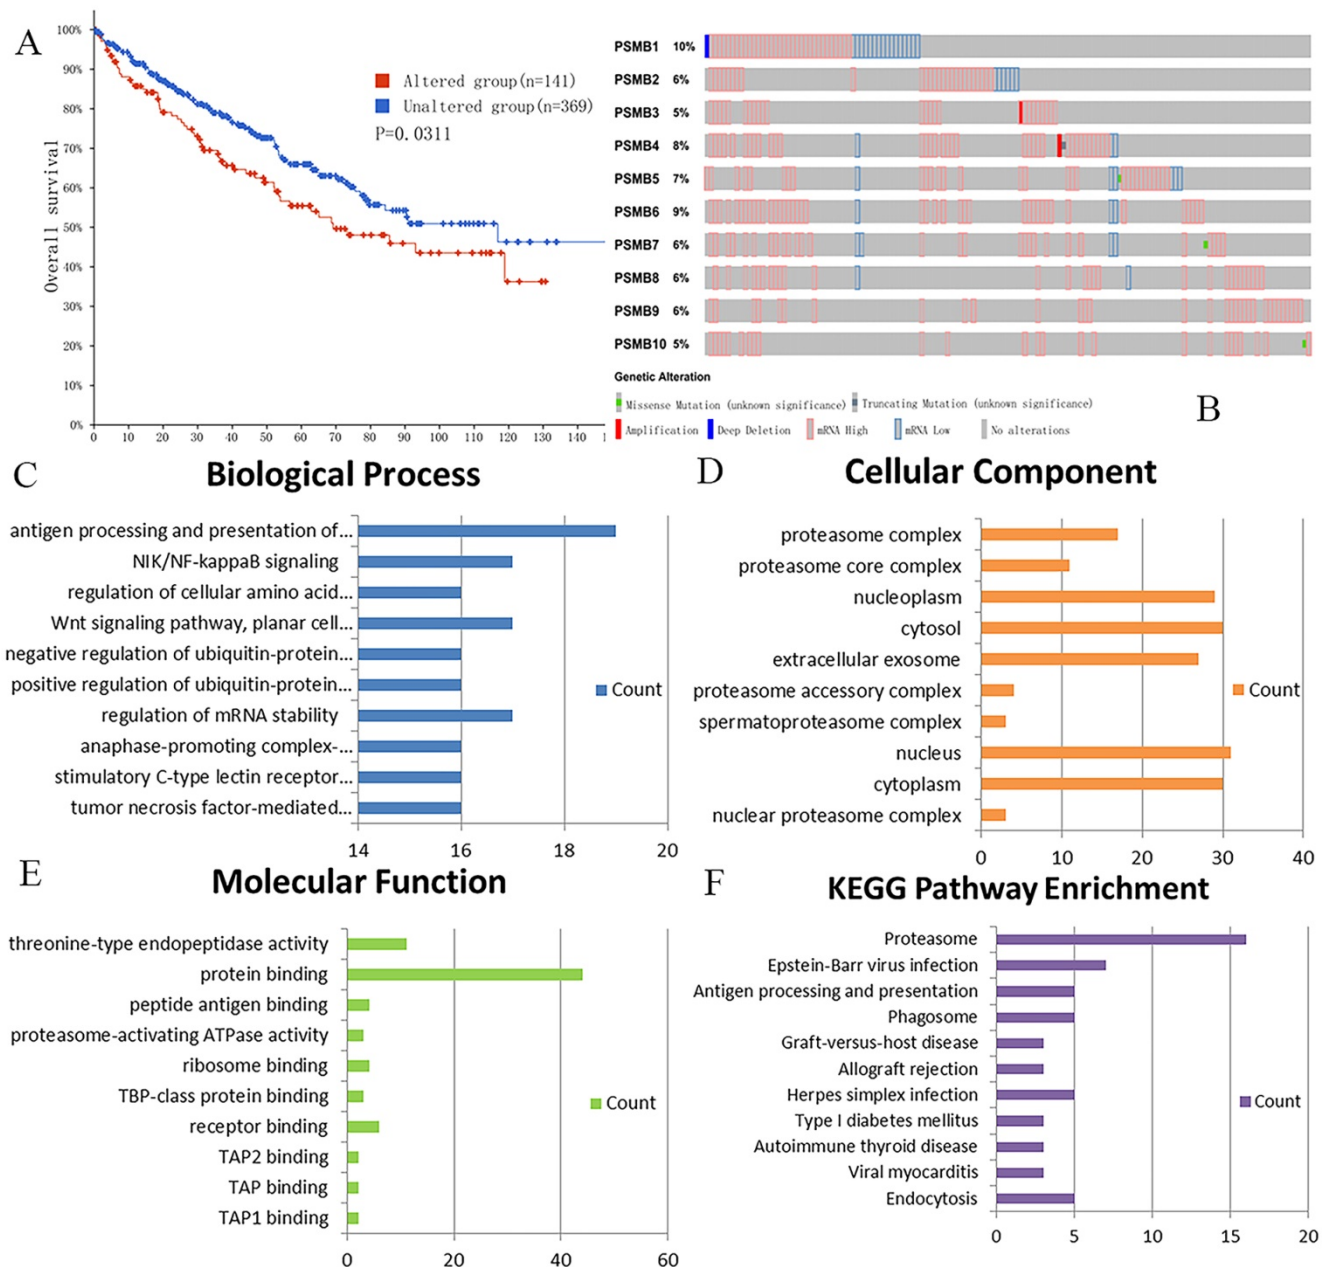 A
Overall survival
100%
90%
80%
70%
60%
50%
40%
30%
20%
10%
0%
0 10 20 30 40 50 60 70 80 90 100 110 120 130 140
Altered group(n=141)
Unaltered group(n=369)
P=0.0311
PSMB1 10%
PSMB2 6%
PSMB3 5%
PSMB4 8%
PSMB5 7%
PSMB6 9%
PSMB7 6%
PSMB8 6%
PSMB9 6%
PSMB10 5%
Genetic Alteration
Missense Mutation (unknown significance) Truncating Mutation (unknown significance)
Amplification Deep Deletion mRNA High mRNA Low No alterations
B
C
Biological Process
antigen processing and presentation of...
NIK/NF-kappaB signaling
regulation of cellular amino acid...
Wnt signaling pathway, planar cell...
negative regulation of ubiquitin-protein...
positive regulation of ubiquitin-protein...
regulation of mRNA stability
anaphase-promoting complex-...
stimulatory C-type lectin receptor...
tumor necrosis factor-mediated...
14 16 18 20
Count
D
Cellular Component
proteasome complex
proteasome core complex
nucleoplasm
cytosol
extracellular exosome
proteasome accessory complex
spermatoproteasome complex
nucleus
cytoplasm
nuclear proteasome complex
0 10 20 30 40
Count
E
Molecular Function
threonine-type endopeptidase activity
protein binding
peptide antigen binding
proteasome-activating ATPase activity
ribosome binding
TBP-class protein binding
receptor binding
TAP2 binding
TAP binding
TAP1 binding
0 20 40 60
Count
F
KEGG Pathway Enrichment
Proteasome
Epstein-Barr virus infection
Antigen processing and presentation
Phagosome
Graft-versus-host disease
Allograft rejection
Herpes simplex infection
Type I diabetes mellitus
Autoimmune thyroid disease
Viral myocarditis
Endocytosis
0 5 10 15 20
Count